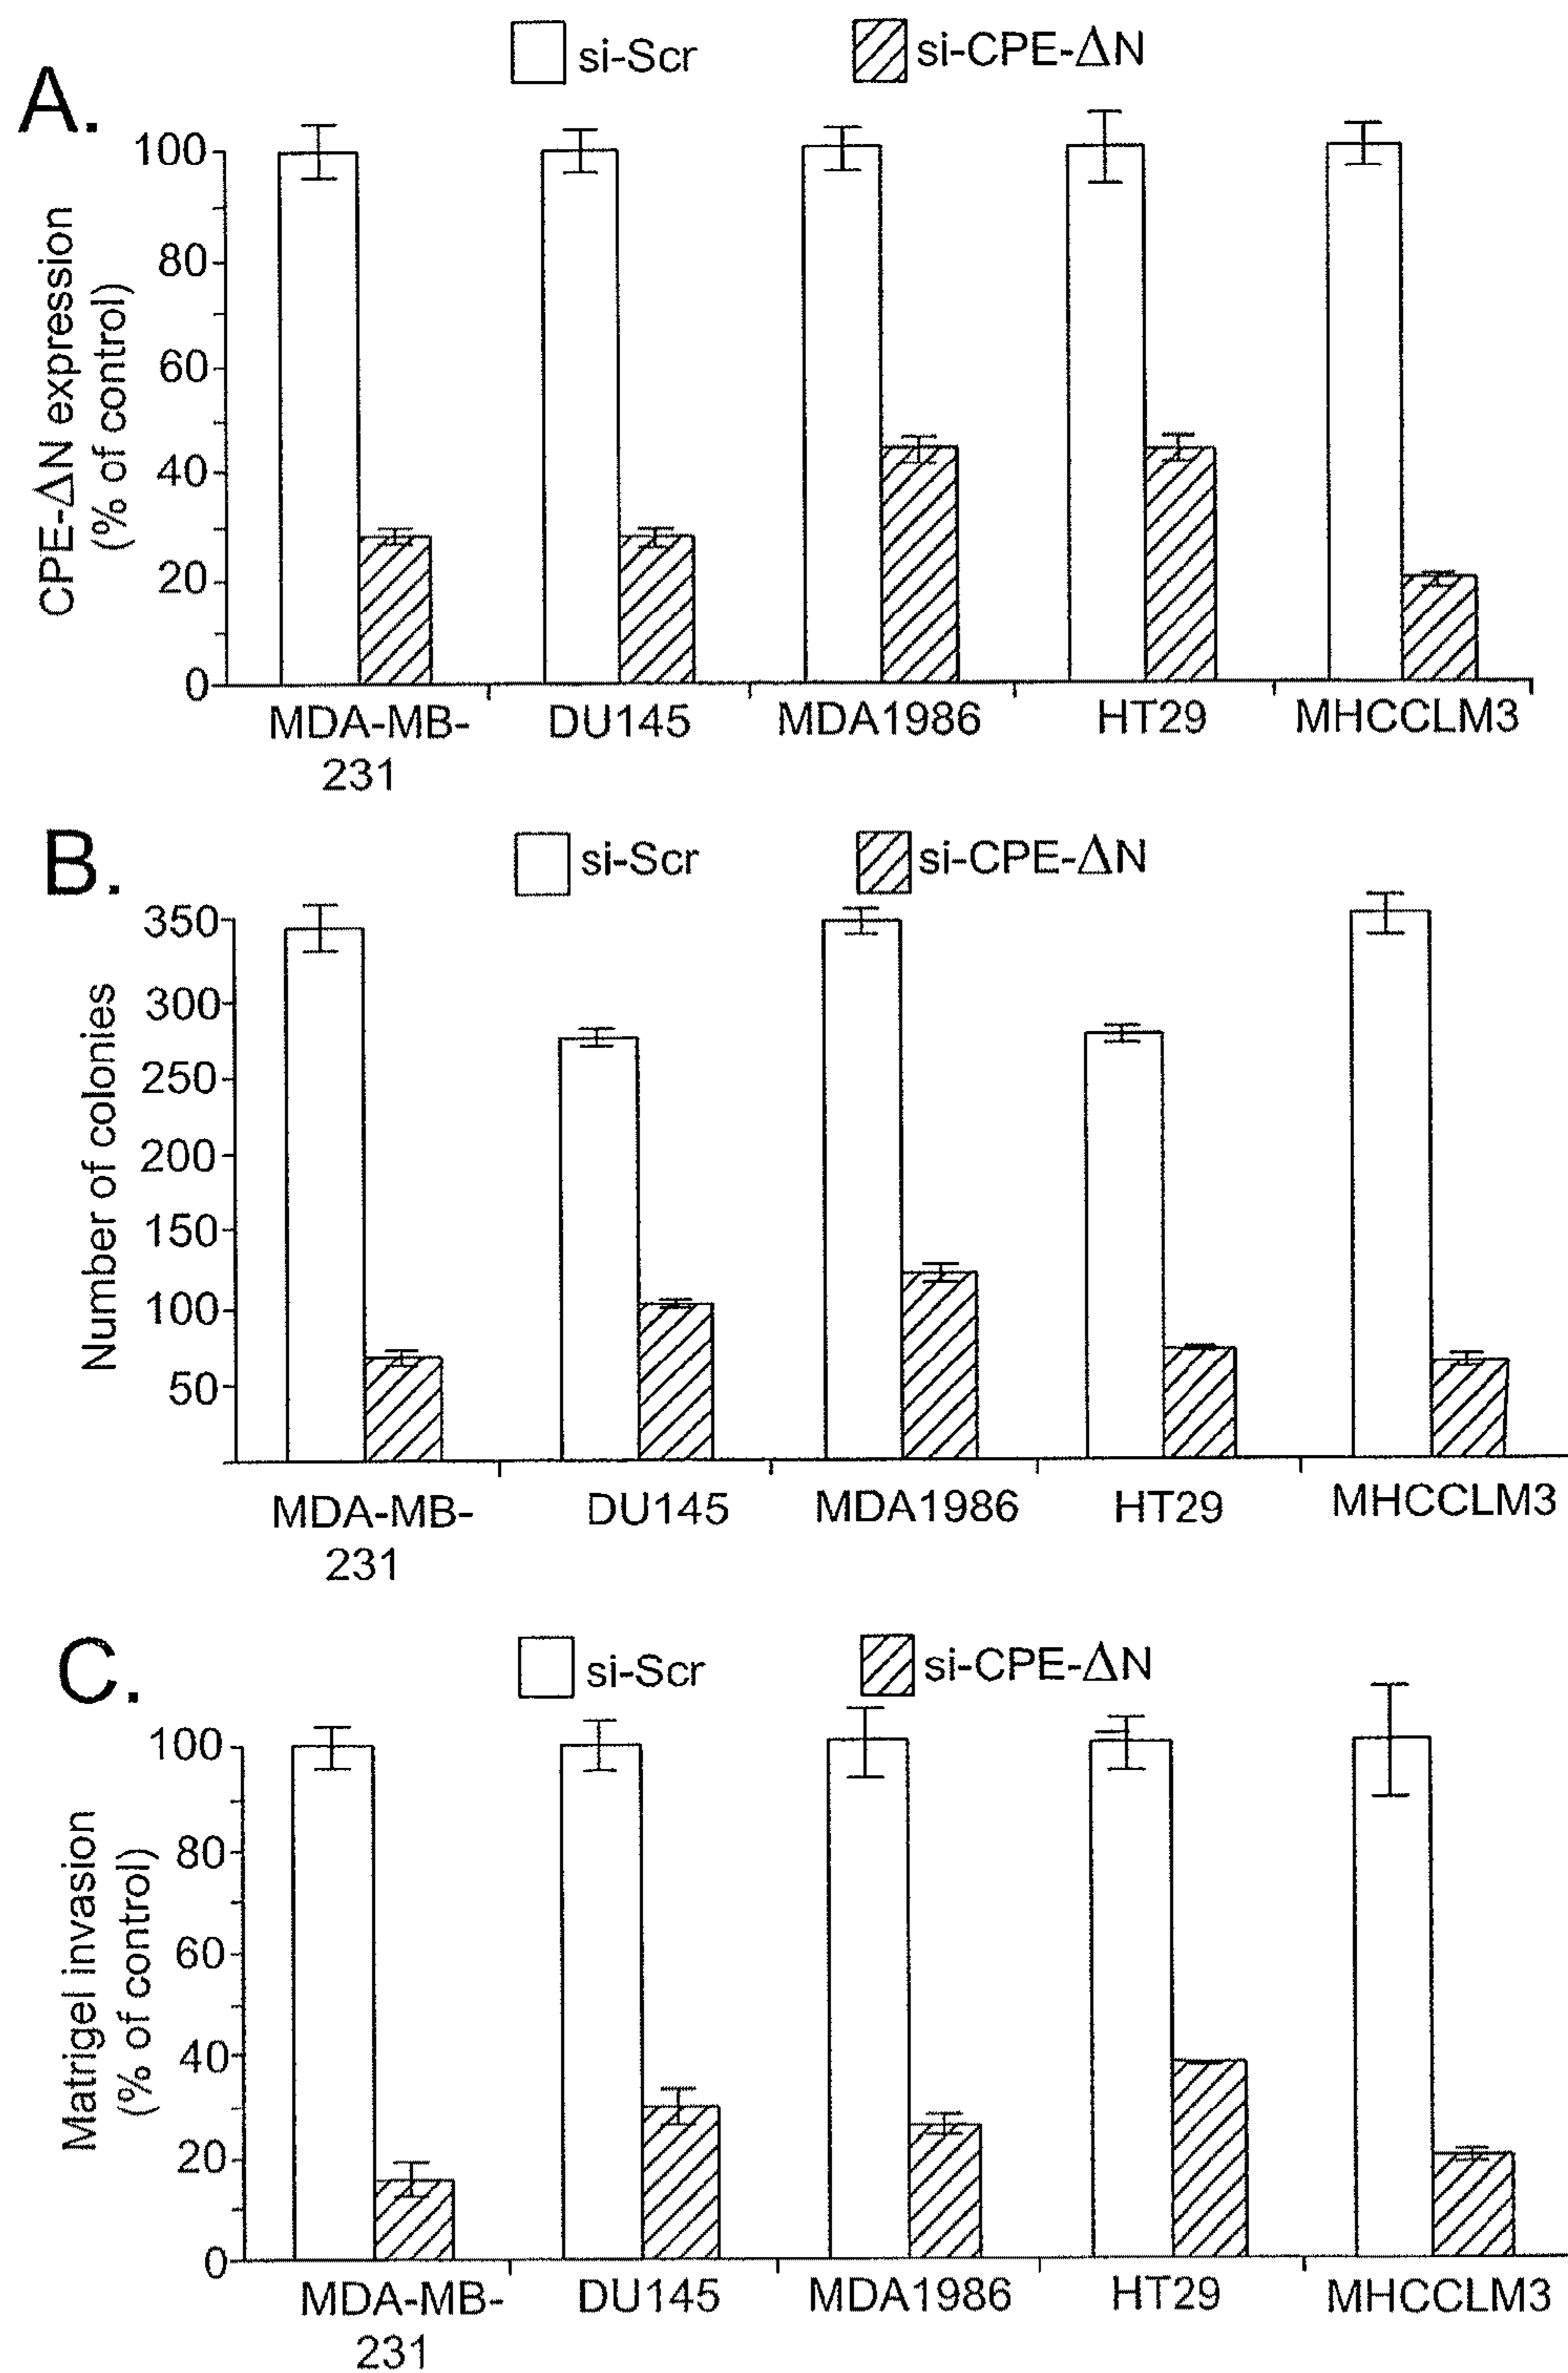 A.
si-Scr si-CPE-ΔN
CPE-ΔN expression
(% of control)
100
80
60
40
20
0
MDA-MB-
231
DU145 MDA1986 HT29 MHCCLM3
B.
si-Scr si-CPE-ΔN
Number of colonies
350
300
250
200
150
100
50
MDA-MB-
231
DU145 MDA1986 HT29 MHCCLM3
C.
si-Scr si-CPE-ΔN
Matrigel invasion
(% of control)
100
80
60
40
20
0
MDA-MB-
231
DU145 MDA1986 HT29 MHCCLM3